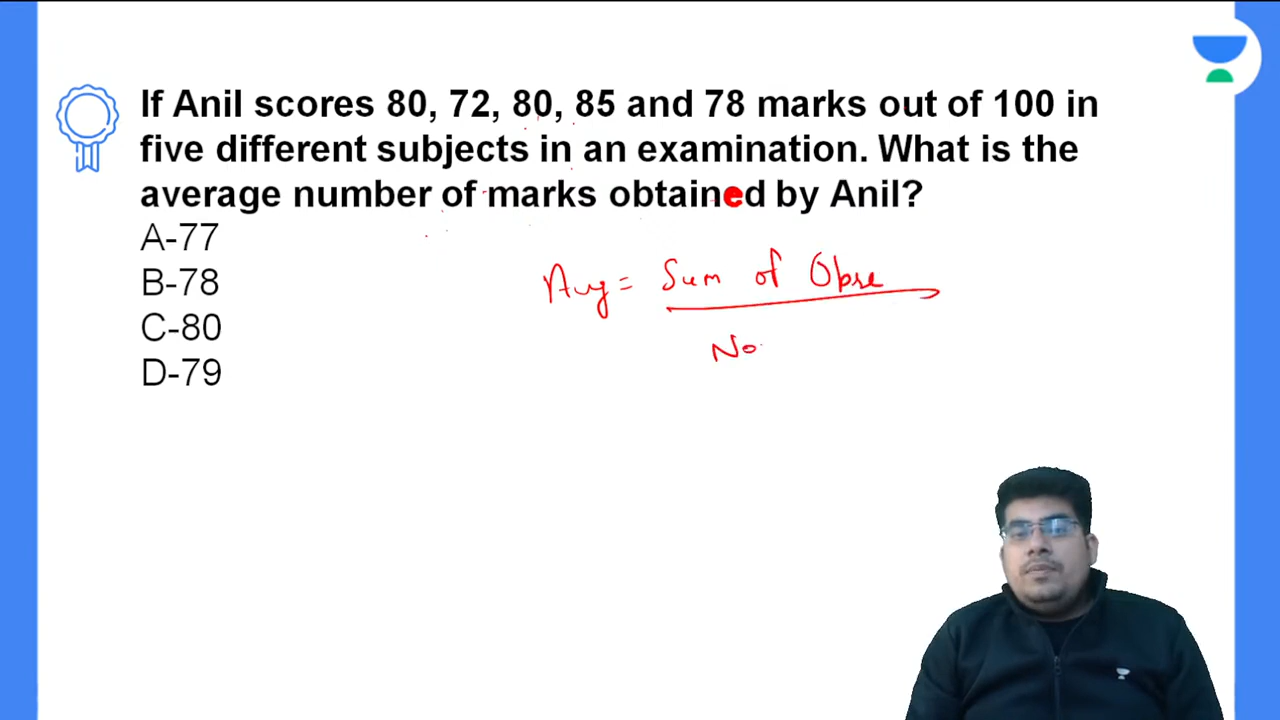 If Anil scores 80, 72, 80, 85 and 78 marks out of 100 in
five different subjects in an examination. What is the
average number of marks obtained by Anil?
A-77
B-78
C-80
D-79
Avg = Sum of Obse
No